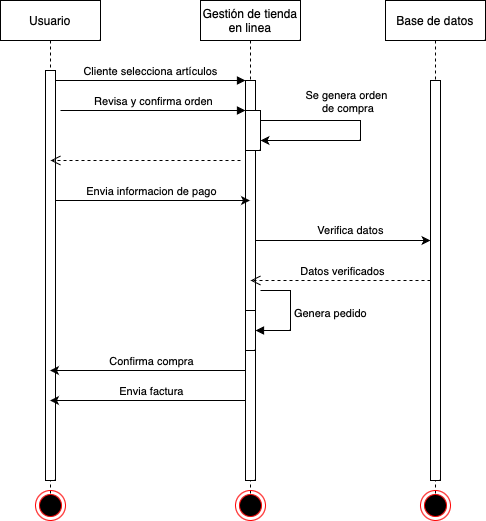 Usuario
Gestión de tienda
en linea
Base de datos
Cliente selecciona artículos
Revisa y confirma orden
Se genera orden
de compra
Envia informacion de pago
Verifica datos
Datos verificados
Genera pedido
Confirma compra
Envia factura